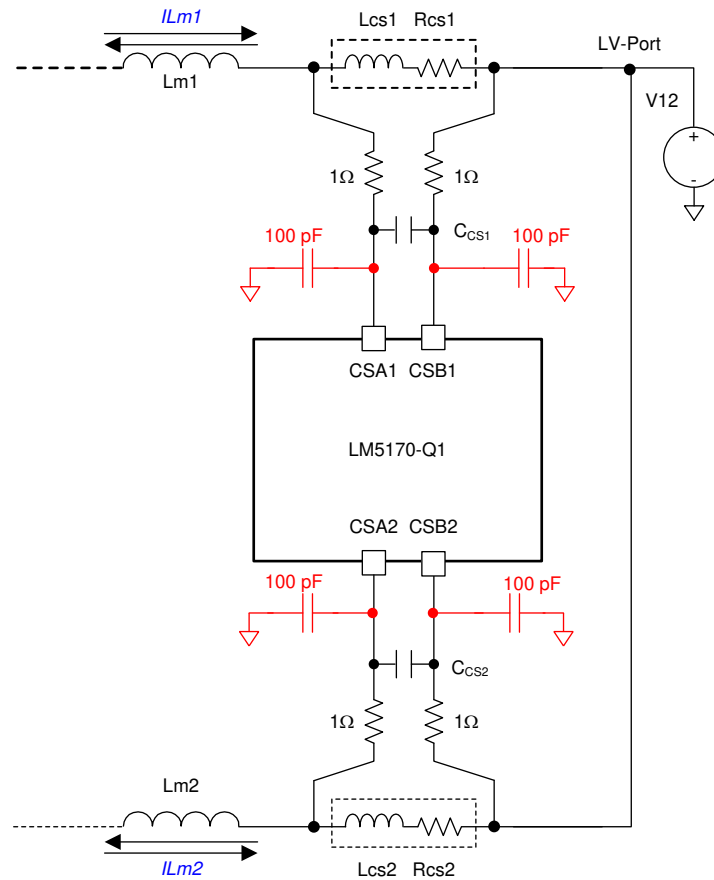 ILm1
Lcs1 Rcs1
LV-Port
Lm1
V12
+
-
1Ω 1Ω
CCS1
100 pF 100 pF
CSA1 CSB1
LM5170-Q1
CSA2 CSB2
100 pF 100 pF
CCS2
1Ω 1Ω
Lm2
ILm2
Lcs2 Rcs2